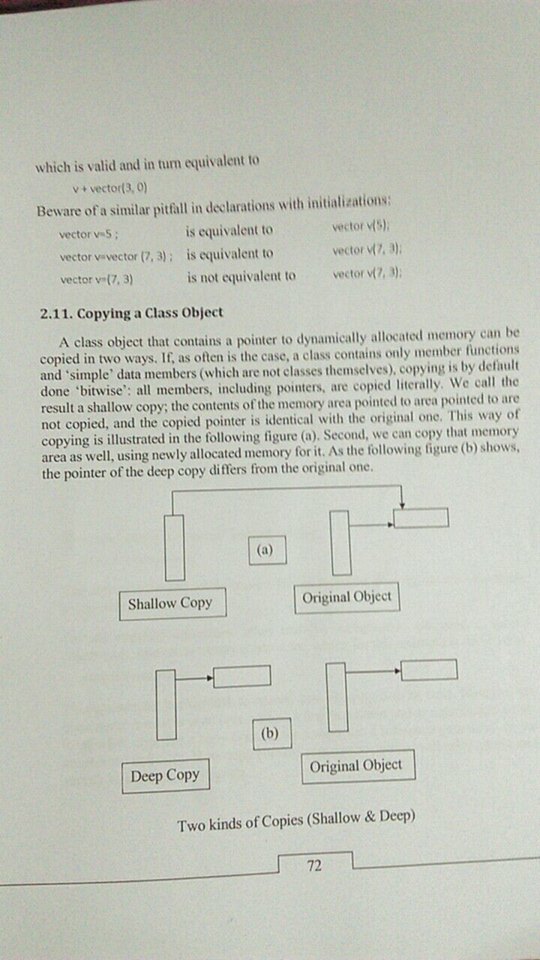 which is valid and in turn equivalent to
v + vector(3, 0)
Beware of a similar pitfall in declarations with initializations:
vector v=5 ; is equivalent to vector v(5);
vector v=vector (7, 3) ; is equivalent to vector v(7, 3);
vector v=(7, 3) is not equivalent to vector v(7, 3);
2.11. Copying a Class Object
A class object that contains a pointer to dynamically allocated memory can be
copied in two ways. If, as often is the case, a class contains only member functions
and ‘simple’ data members (which are not classes themselves), copying is by default
done ‘bitwise’: all members, including pointers, are copied literally. We call the
result a shallow copy; the contents of the memory area pointed to area pointed to are
not copied, and the copied pointer is identical with the original one. This way of
copying is illustrated in the following figure (a). Second, we can copy that memory
area as well, using newly allocated memory for it. As the following figure (b) shows,
the pointer of the deep copy differs from the original one.
(a)
Shallow Copy Original Object
(b)
Deep Copy Original Object
Two kinds of Copies (Shallow & Deep)
72